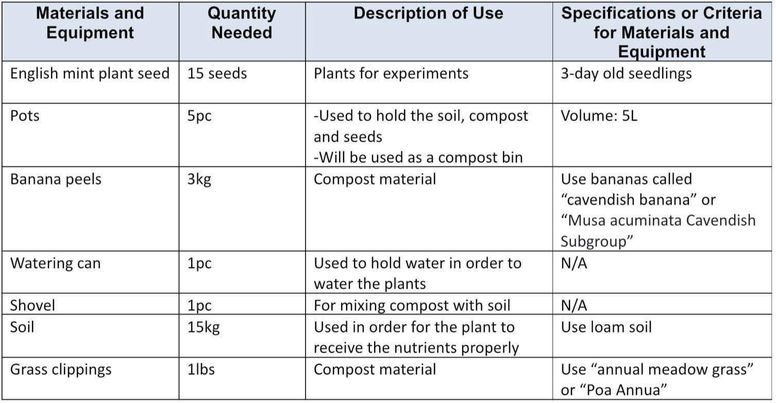 Materials and Equipment | Quantity Needed | Description of Use | Specifications or Criteria for Materials and Equipment
English mint plant seed | 15 seeds | Plants for experiments | 3-day old seedlings
Pots | 5pc | -Used to hold the soil, compost and seeds -Will be used as a compost bin | Volume: 5L
Banana peels | 3kg | Compost material | Use bananas called “cavendish banana” or “Musa acuminata Cavendish Subgroup”
Watering can | 1pc | Used to hold water in order to water the plants | N/A
Shovel | 1pc | For mixing compost with soil | N/A
Soil | 15kg | Used in order for the plant to receive the nutrients properly | Use loam soil
Grass clippings | 1lbs | Compost material | Use “annual meadow grass” or “Poa Annua”